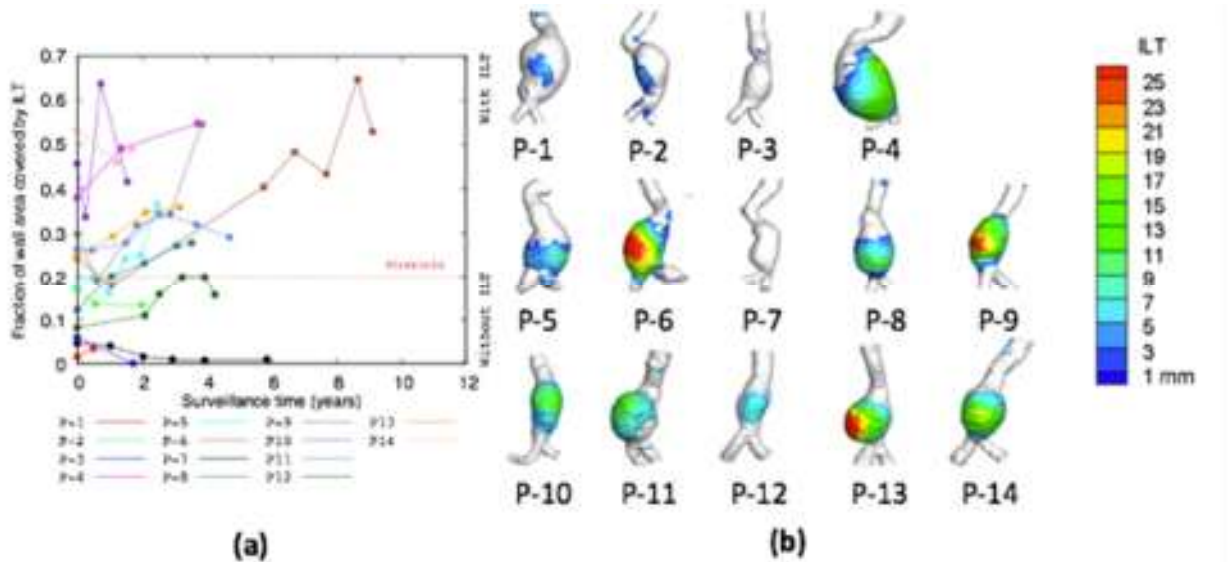 Fraction of wall area covered by ILT
0.7
0.6
0.5
0.4
0.3
0.2
0.1
0
0 2 4 6 8 10 12
Surveillance time (years)
With ILT
Without ILT
P-1 P-5 P-9 P13
P-2 P-6 P10 P14
P-3 P-7 P11
P-4 P-8 P12
(a)
P-1 P-2 P-3 P-4
P-5 P-6 P-7 P-8 P-9
P-10 P-11 P-12 P-13 P-14
(b)
ILT
25
23
21
19
17
15
13
11
9
7
5
3
1 mm